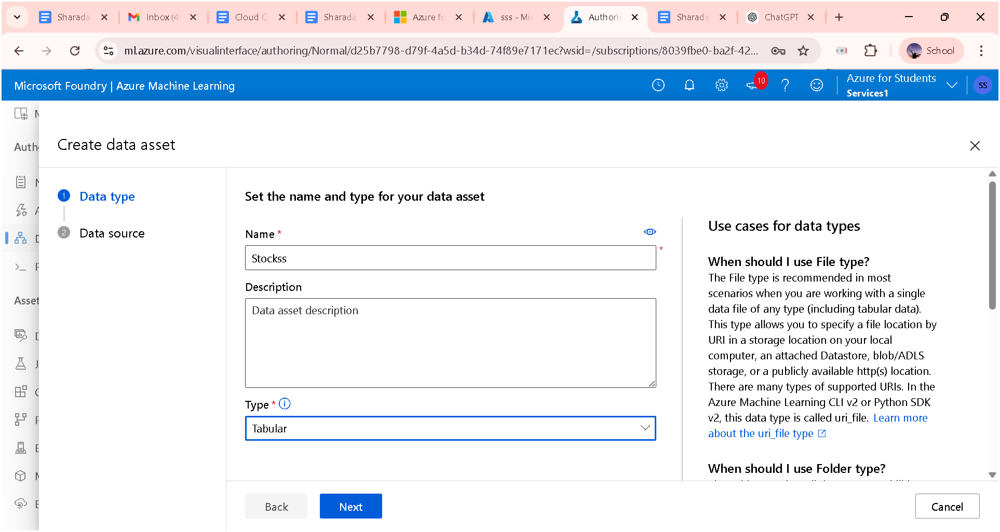 Sharada
Inbox (4
Cloud C
Sharada
Azure fo
sss - Mic
Authorin
Sharada
ChatGPT
ml.azure.com/visualinterface/authoring/Normal/d25b7798-d79f-4a5d-b34d-74f89e7171ec?wsid=/subscriptions/8039fbe0-ba2f-42...
School
Microsoft Foundry | Azure Machine Learning
10
Azure for Students
Services1
SS
Create data asset
Auth
Asset
1 Data type
2 Data source
Set the name and type for your data asset
Name *
Stockss
*
Description
Data asset description
Type *
Tabular
Use cases for data types
When should I use File type?
The File type is recommended in most
scenarios when you are working with a single
data file of any type (including tabular data).
This type allows you to specify a file location by
URI in a storage location on your local
computer, an attached Datastore, blob/ADLS
storage, or a publicly available http(s) location.
There are many types of supported URIs. In the
Azure Machine Learning CLI v2 or Python SDK
v2, this data type is called uri_file. Learn more
about the uri_file type
When should I use Folder type?
Back
Next
Cancel